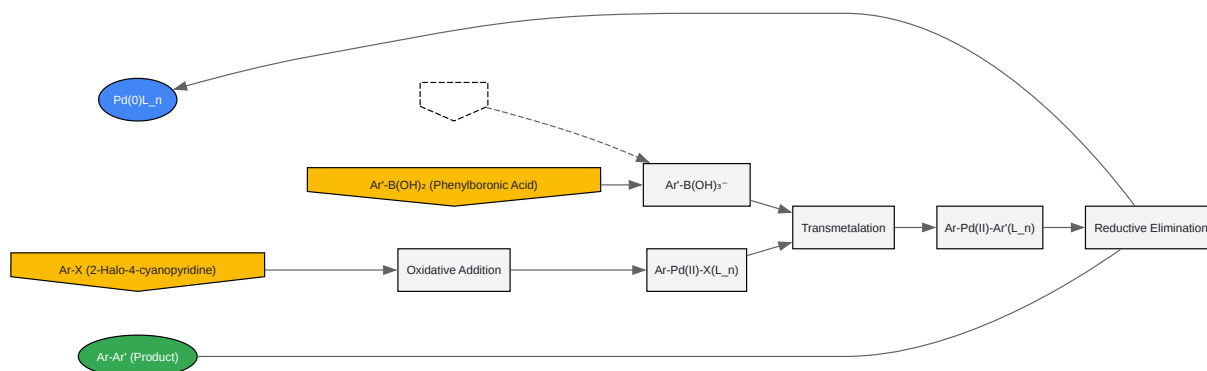 Pd(0)L_n
Ar'-B(OH)₂ (Phenylboronic Acid)
Ar'-B(OH)₃⁻
Transmetalation
Ar-Pd(II)-Ar'(L_n)
Reductive Elimination
Ar-X (2-Halo-4-cyanopyridine)
Oxidative Addition
Ar-Pd(II)-X(L_n)
Ar-Ar' (Product)